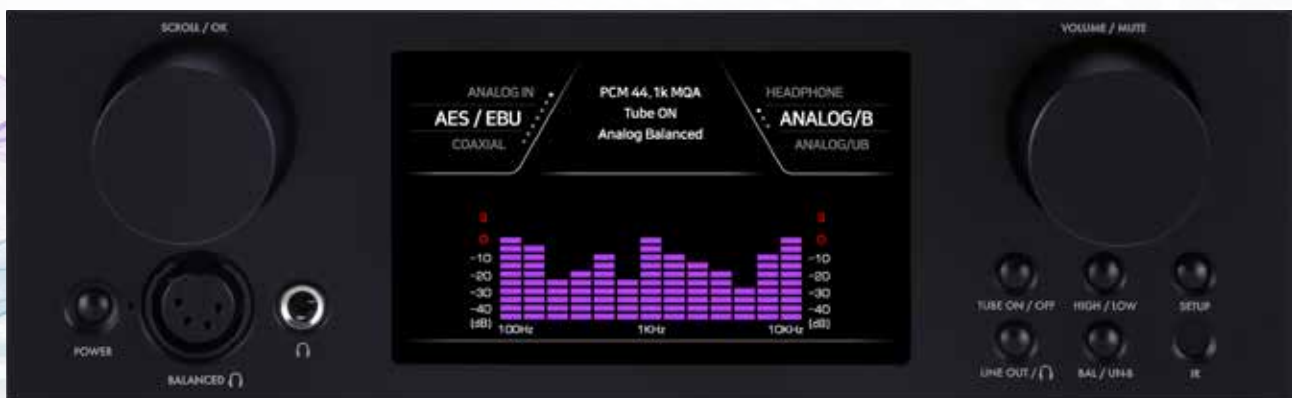 SCROLL / OK
VOLUME / MUTE
ANALOG IN
AES / EBU
COAXIAL
PCM 44.1k MQA
Tube ON
Analog Balanced
HEADPHONE
ANALOG/B
ANALOG/UB
8
0
-10
-20
-30
-40
(dB)
8
0
-10
-20
-30
-40
(dB)
100Hz
1KHz
10KHz
POWER
BALANCED
TUBE ON / OFF
HIGH / LOW
SETUP
LINE OUT /
BAL / UN-B
IR